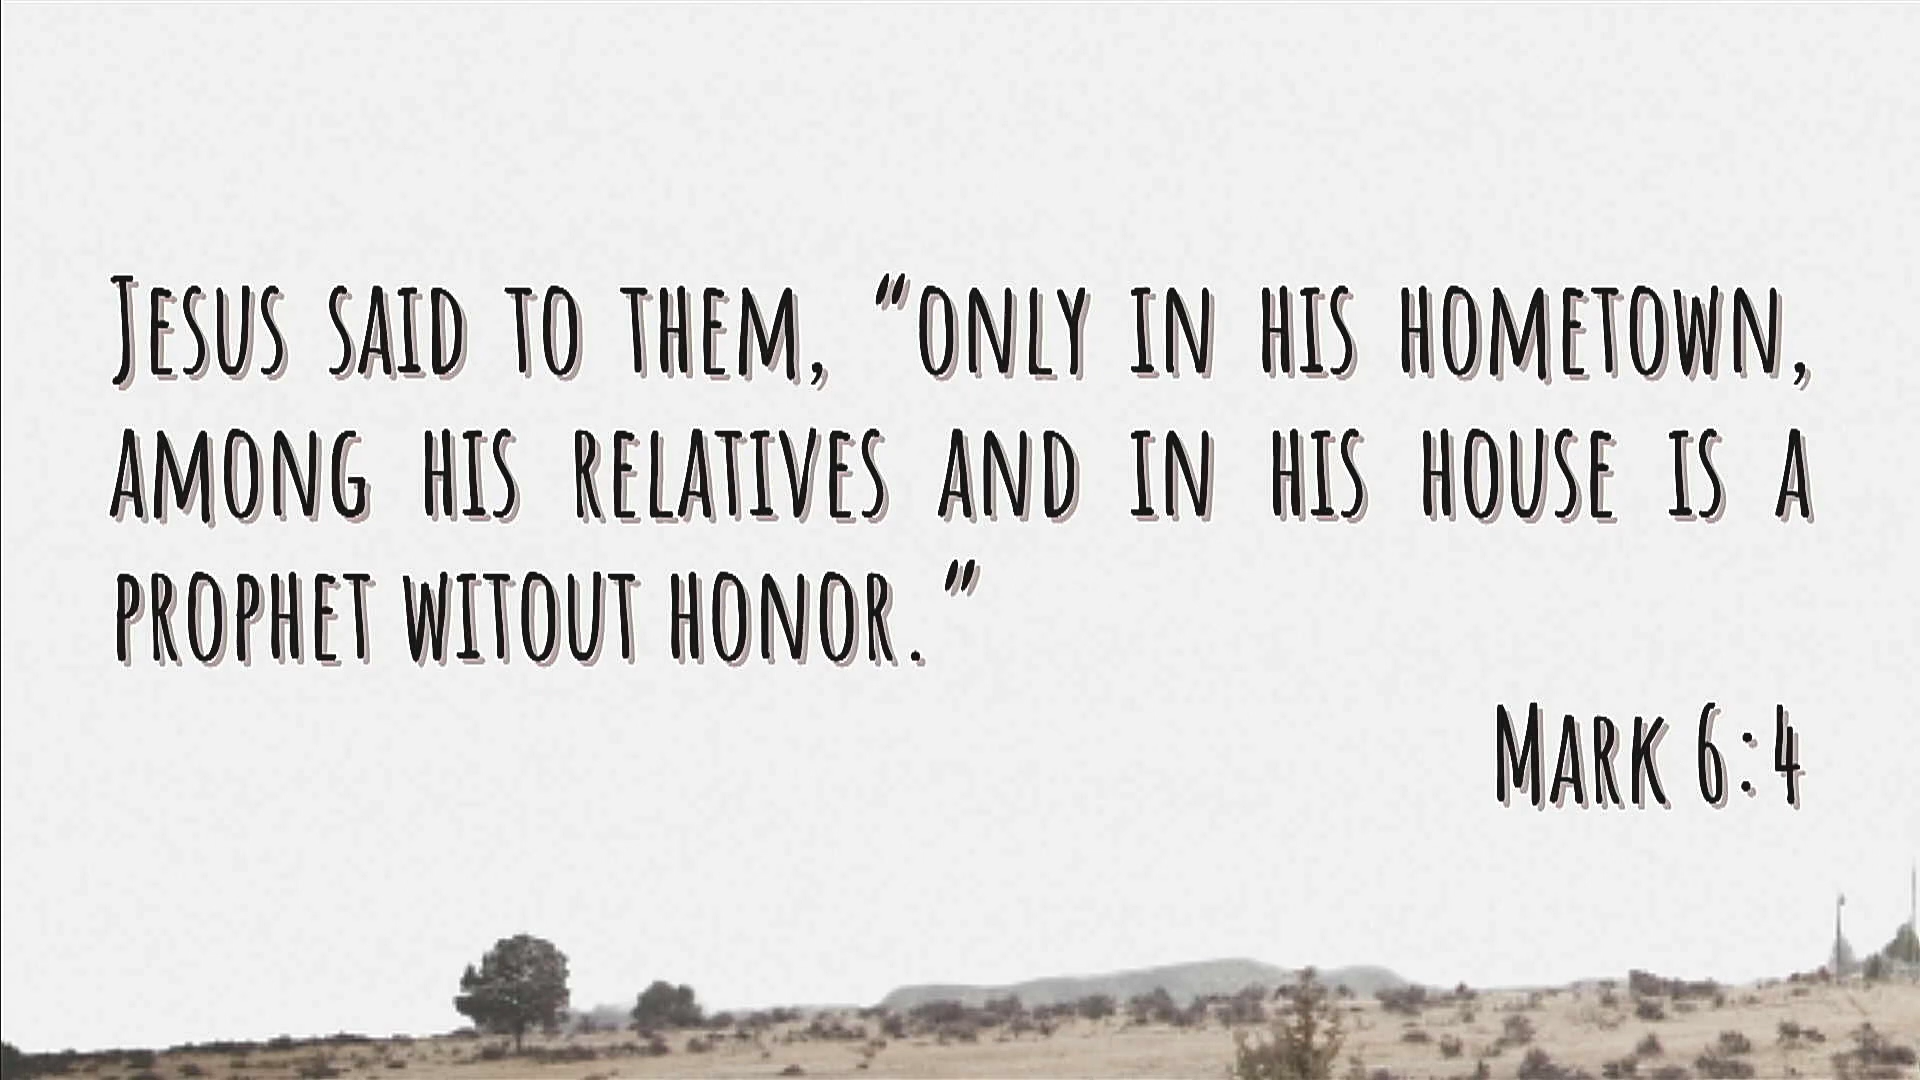 Jesus said to them, “only in his hometown,
among his relatives and in his house is a
prophet witout honor.”
Mark 6:4